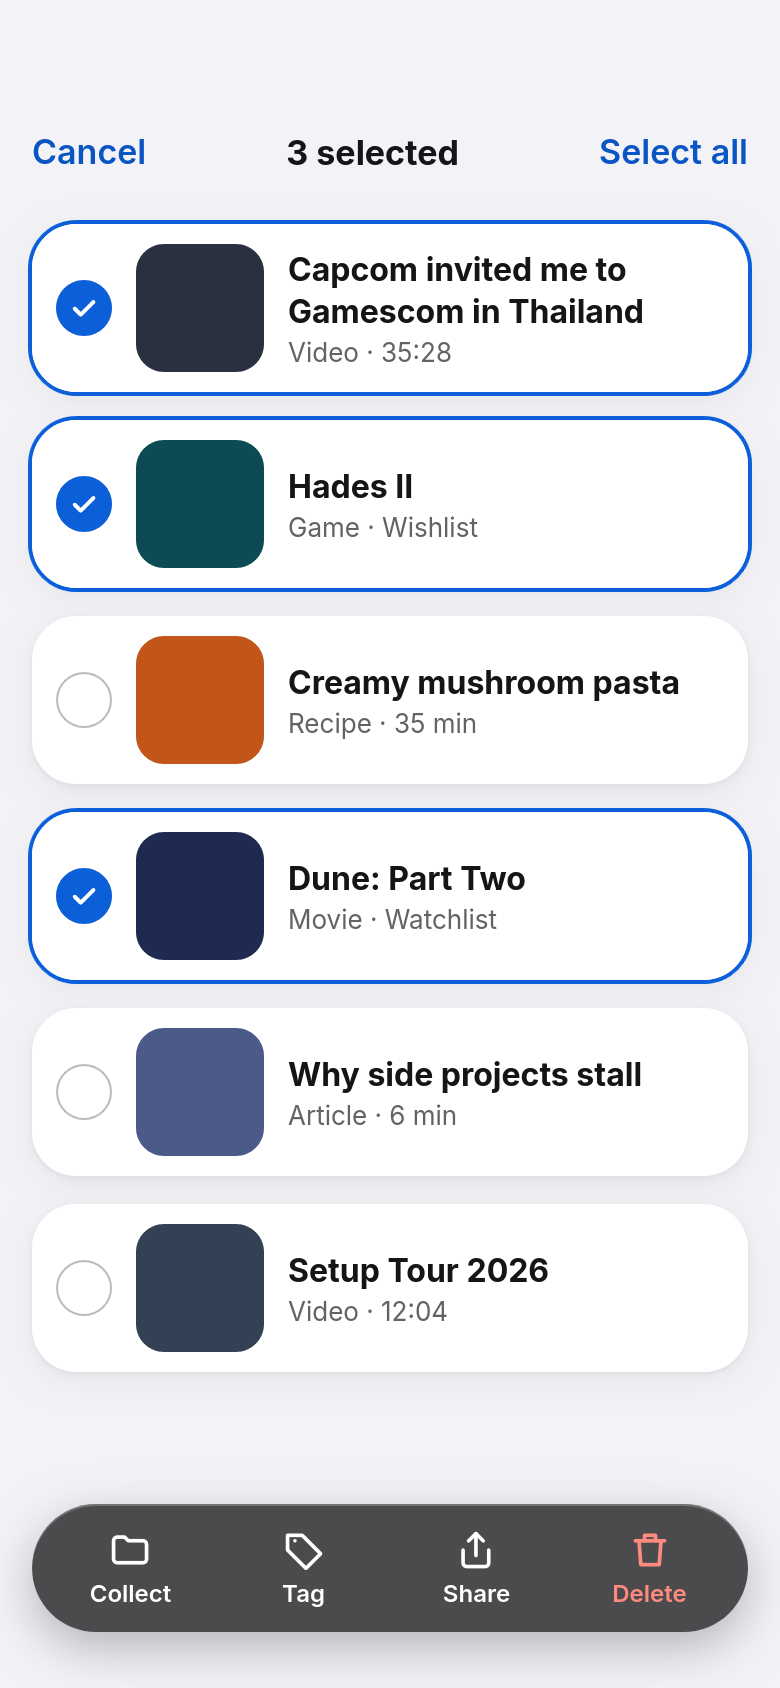 Cancel
3 selected
Select all
Capcom invited me to
Gamescom in Thailand
Video · 35:28
Hades II
Game · Wishlist
Creamy mushroom pasta
Recipe · 35 min
Dune: Part Two
Movie · Watchlist
Why side projects stall
Article · 6 min
Setup Tour 2026
Video · 12:04
Collect
Tag
Share
Delete